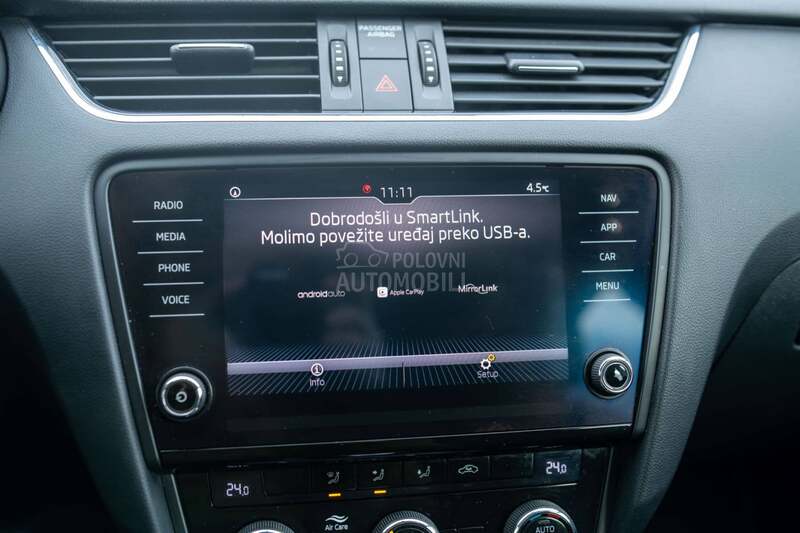 PASSENGER
AIRBAG
RADIO
MEDIA
PHONE
VOICE
11:11
4.5°C
Dobrodošli u SmartLink.
Molimo povežite uređaj preko USB-a.
POLOVNI
AUTOMOBILI
androidauto
Apple CarPlay
MirrorLink
Info
Setup
NAV
APP
CAR
MENU
24.0
24.0
Air Care
AUTO